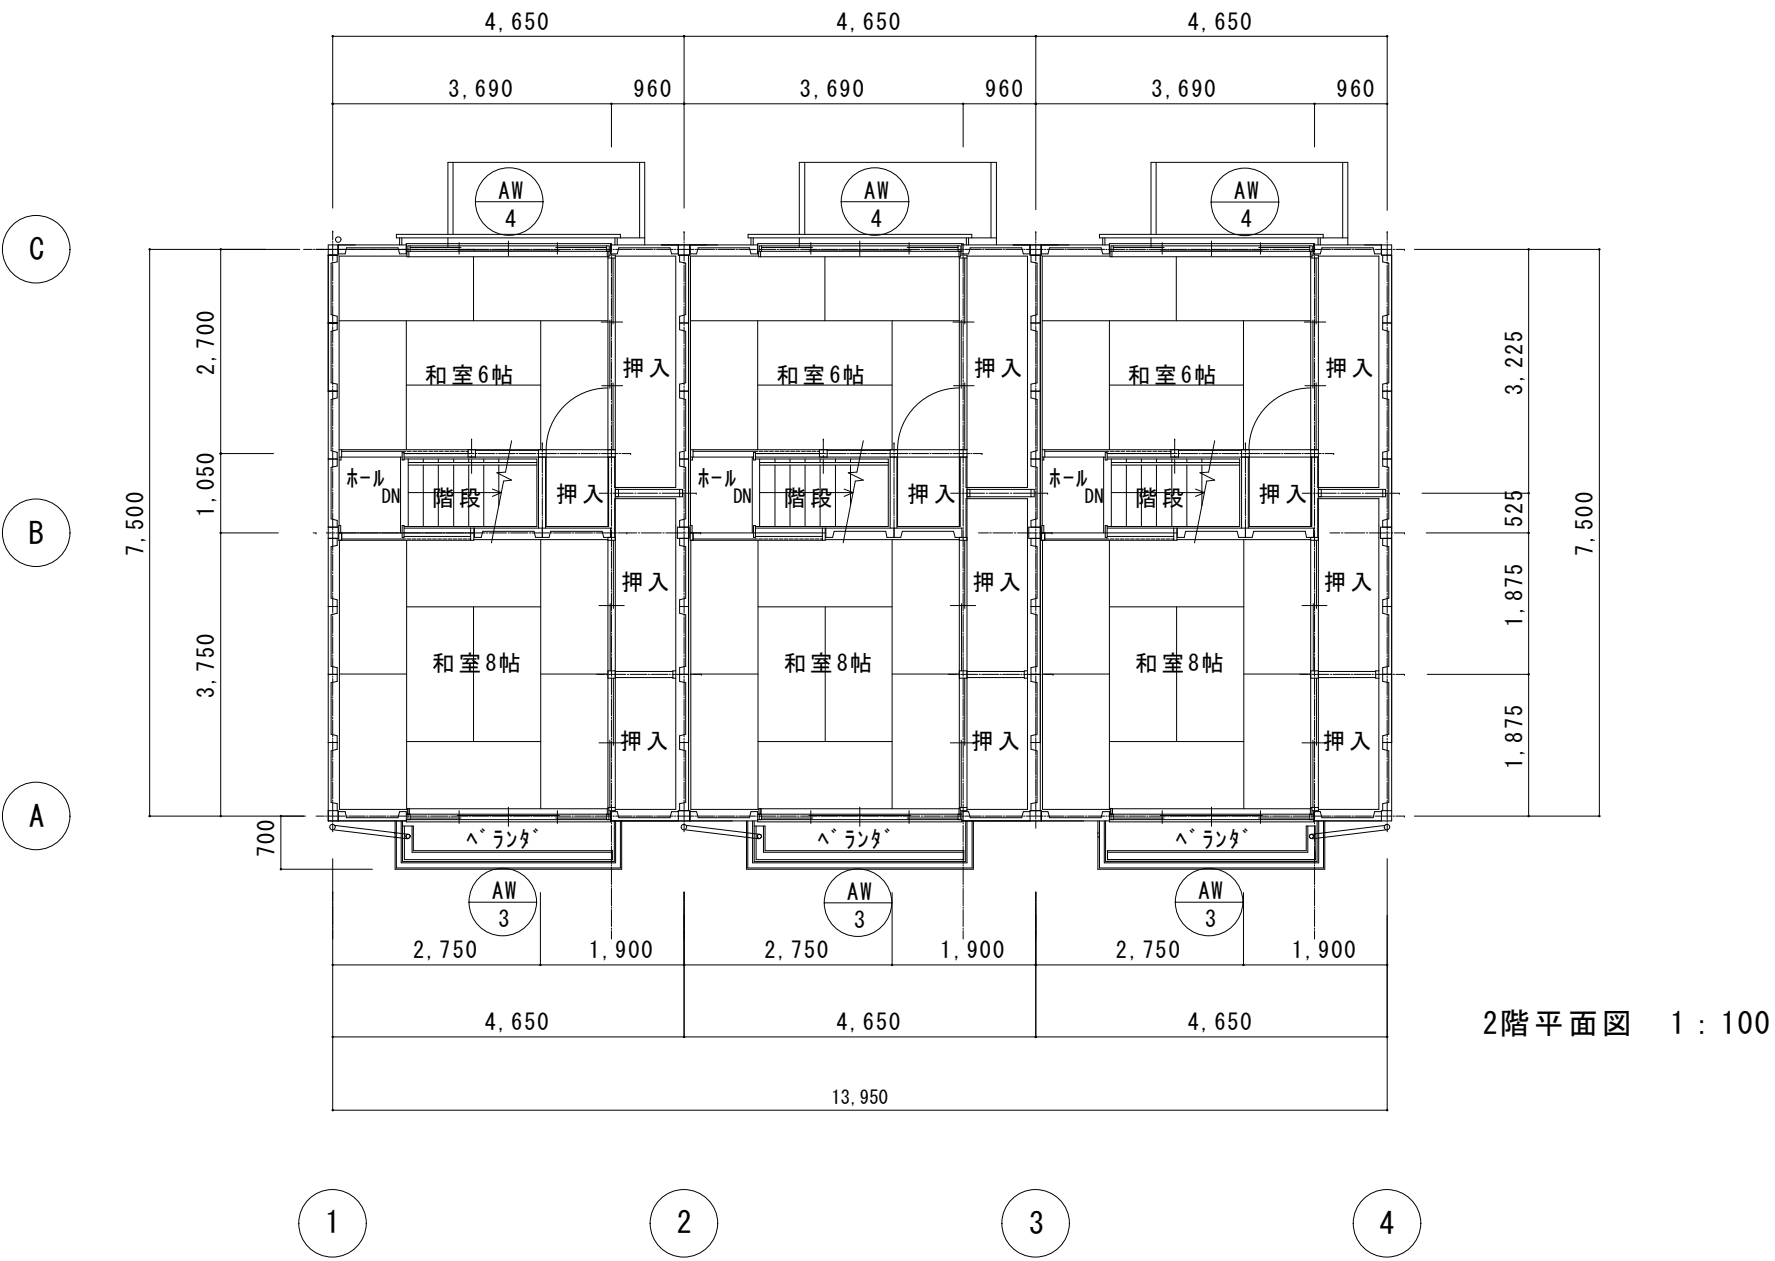 4,650 4,650 4,650
3,690 960 3,690 960 3,690 960
AW 4
AW 4
AW 4
C
2,700
3,225
和室6帖 押入 和室6帖 押入 和室6帖 押入
1,050
ホール DN 階段 押入 ホール DN 階段 押入 ホール DN 階段 押入
525
7,500
7,500
B
押入 押入 押入
1,875
3,750
和室8帖 和室8帖 和室8帖
押入 押入 押入
1,875
A
700
ベランダ ベランダ ベランダ
AW 3
AW 3
AW 3
2,750 1,900 2,750 1,900 2,750 1,900
4,650 4,650 4,650
2階平面図 1:100
13,950
1 2 3 4